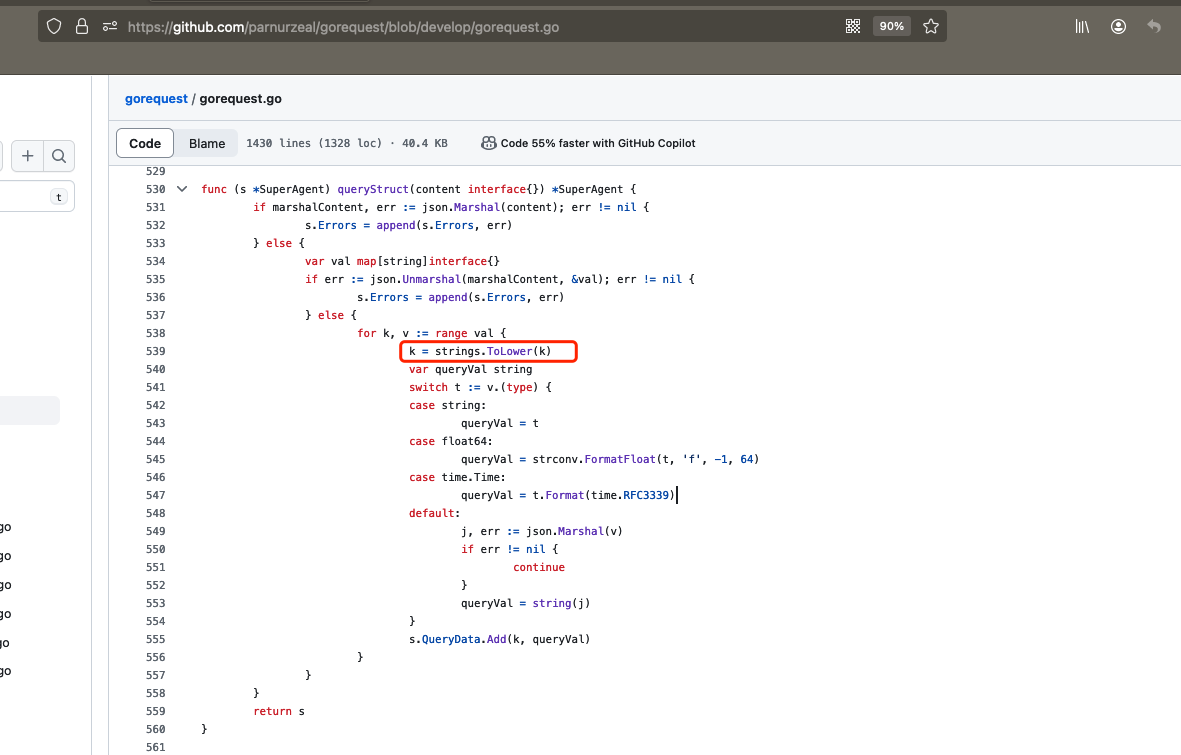 https://github.com/parnurzeal/gorequest/blob/develop/gorequest.go
90%
gorequest / gorequest.go
Code Blame 1430 lines (1328 loc) · 40.4 KB Code 55% faster with GitHub Copilot
t
529
530 func (s *SuperAgent) queryStruct(content interface{}) *SuperAgent {
531 if marshalContent, err := json.Marshal(content); err != nil {
532 s.Errors = append(s.Errors, err)
533 } else {
534 var val map[string]interface{}
535 if err := json.Unmarshal(marshalContent, &val); err != nil {
536 s.Errors = append(s.Errors, err)
537 } else {
538 for k, v := range val {
539 k = strings.ToLower(k)
540 var queryVal string
541 switch t := v.(type) {
542 case string:
543 queryVal = t
544 case float64:
545 queryVal = strconv.FormatFloat(t, 'f', -1, 64)
546 case time.Time:
547 queryVal = t.Format(time.RFC3339)
548 default:
549 j, err := json.Marshal(v)
550 if err != nil {
551 continue
552 }
553 queryVal = string(j)
554 }
555 s.QueryData.Add(k, queryVal)
556 }
557 }
558 }
559 return s
560 }
561
go
go
go
go
go
go